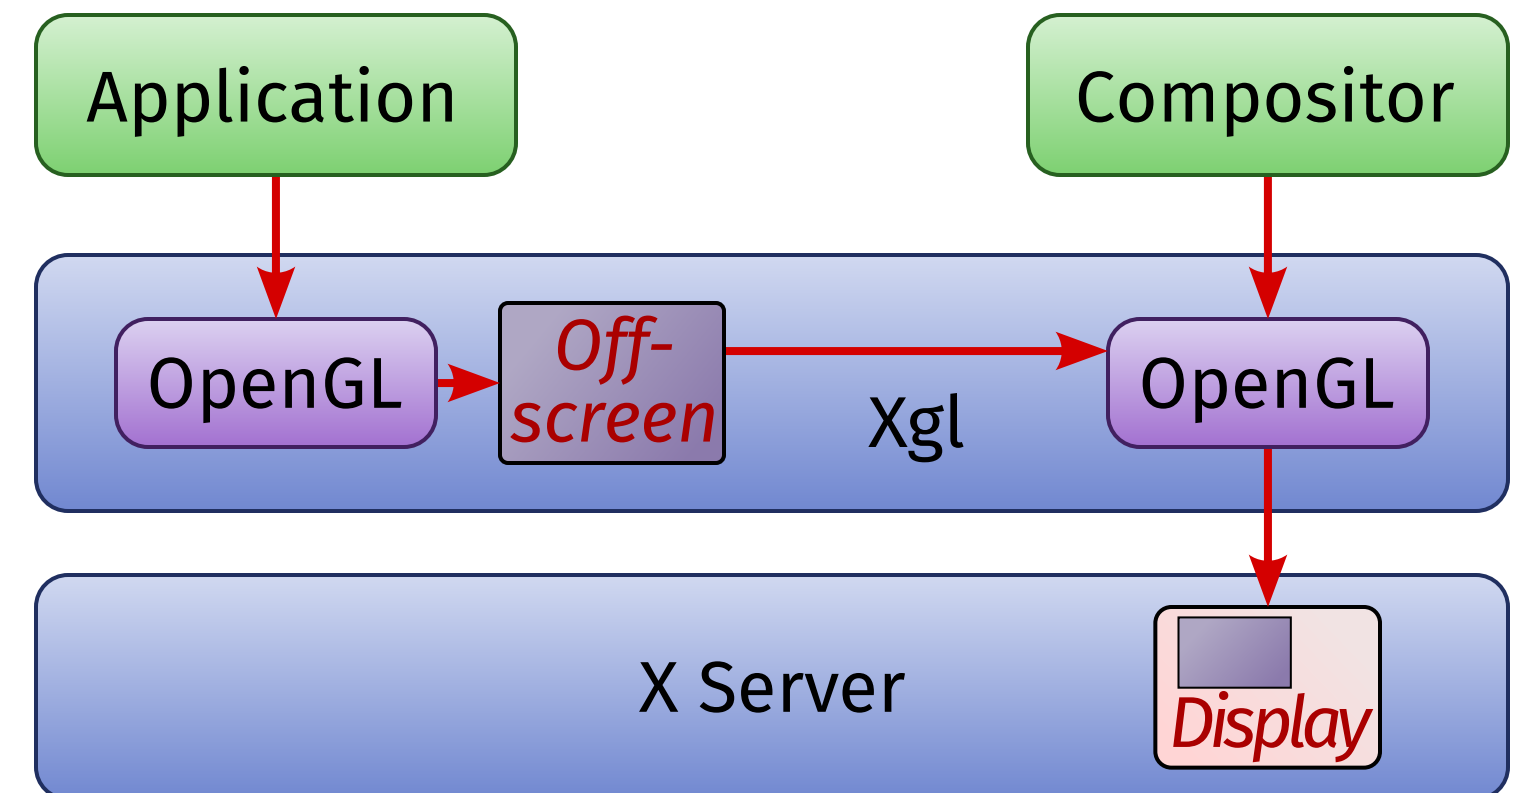 Application
Compositor
OpenGL
Off-
screen
Xgl
OpenGL
X Server
Display